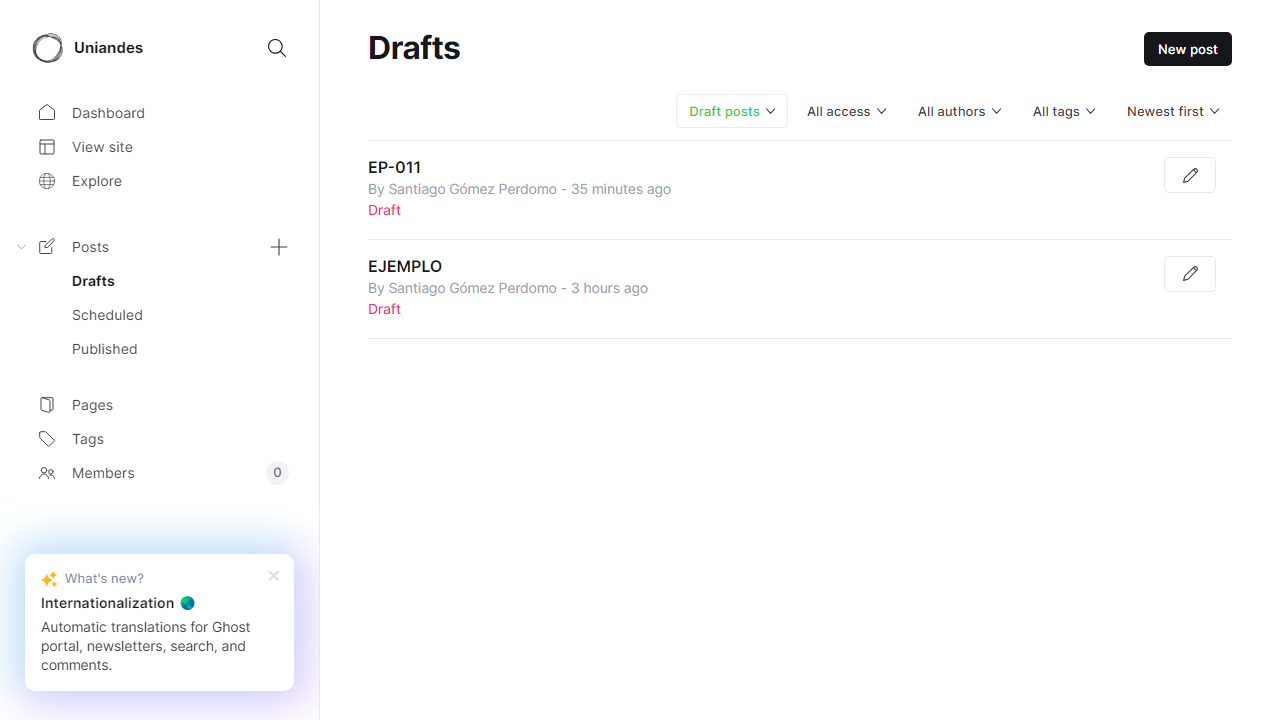 Uniandes
Dashboard
View site
Explore
Posts
Drafts
Scheduled
Published
Pages
Tags
Members 0
What's new?
Internationalization 🌏
Automatic translations for Ghost
portal, newsletters, search, and
comments.
Drafts
New post
Draft posts All access All authors All tags Newest first
EP-011
By Santiago Gómez Perdomo - 35 minutes ago
Draft
EJEMPLO
By Santiago Gómez Perdomo - 3 hours ago
Draft